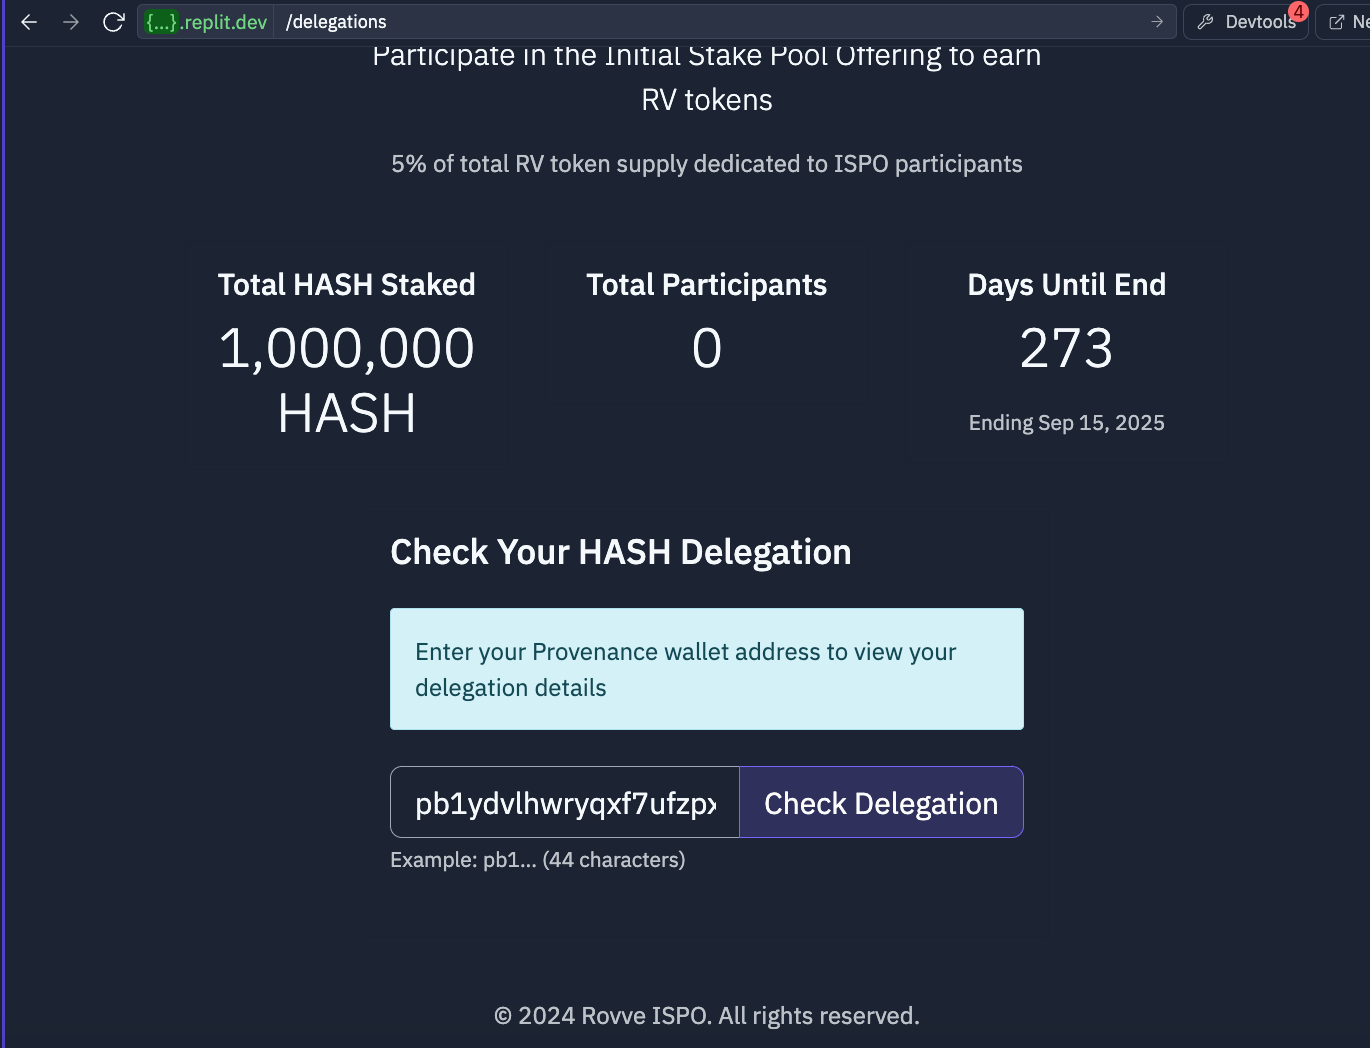 {...}.replit.dev /delegations
Devtools 4
Ne
Participate in the Initial Stake Pool Offering to earn
RV tokens
5% of total RV token supply dedicated to ISPO participants
Total HASH Staked
1,000,000
HASH
Total Participants
0
Days Until End
273
Ending Sep 15, 2025
Check Your HASH Delegation
Enter your Provenance wallet address to view your
delegation details
pb1ydvlhwryqxf7ufzpx
Check Delegation
Example: pb1... (44 characters)
© 2024 Rovve ISPO. All rights reserved.